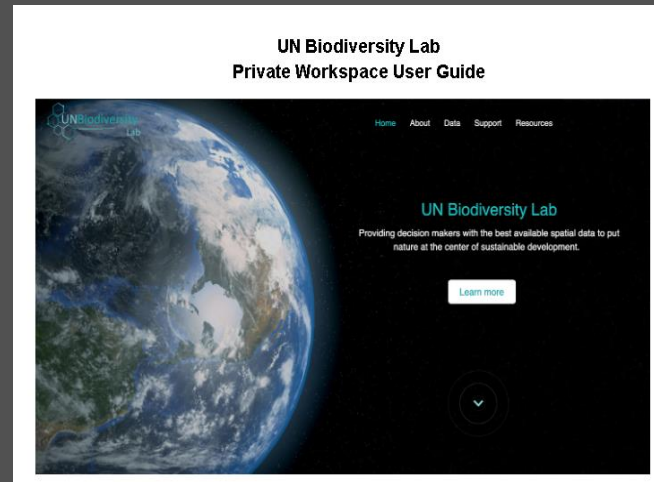 UN Biodiversity Lab
Private Workspace User Guide
UNBiodiversity
Lab
Home About Data Support Resources
UN Biodiversity Lab
Providing decision makers with the best available spatial data to put
nature at the center of sustainable development.
Learn more